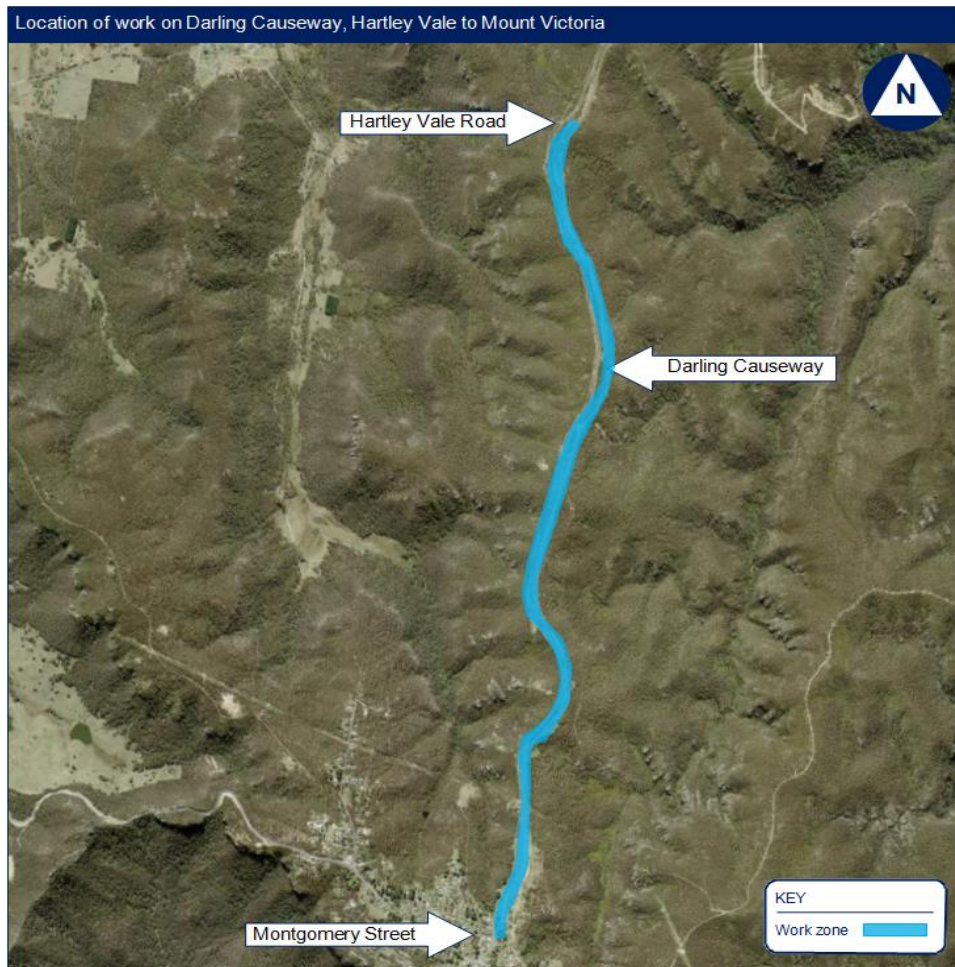 Location of work on Darling Causeway, Hartley Vale to Mount Victoria
N
Hartley Vale Road
Darling Causeway
Montgomery Street
KEY
Work zone